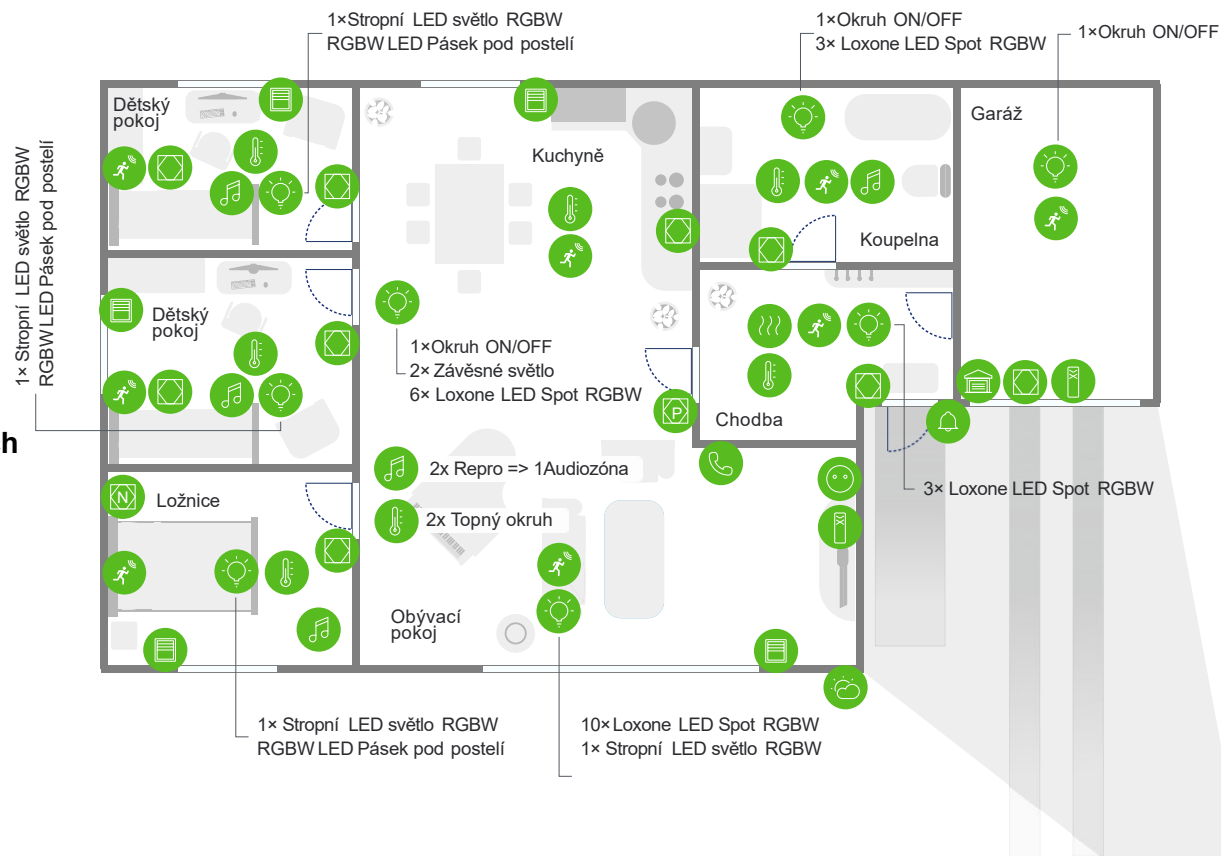 1×Stropní LED světlo RGBW
RGBW LED Pásek pod postelí
1×Okruh ON/OFF
3× Loxone LED Spot RGBW
1×Okruh ON/OFF
Dětský
pokoj
Kuchyně
Garáž
Koupelna
1× Stropní LED světlo RGBW
RGBW LED Pásek pod postelí
Dětský
pokoj
1×Okruh ON/OFF
2× Závěsné světlo
6× Loxone LED Spot RGBW
P
Chodba
ch
N
Ložnice
2x Repro => 1Audiozóna
2x Topný okruh
3× Loxone LED Spot RGBW
Obývací
pokoj
1× Stropní LED světlo RGBW
RGBW LED Pásek pod postelí
10×Loxone LED Spot RGBW
1× Stropní LED světlo RGBW